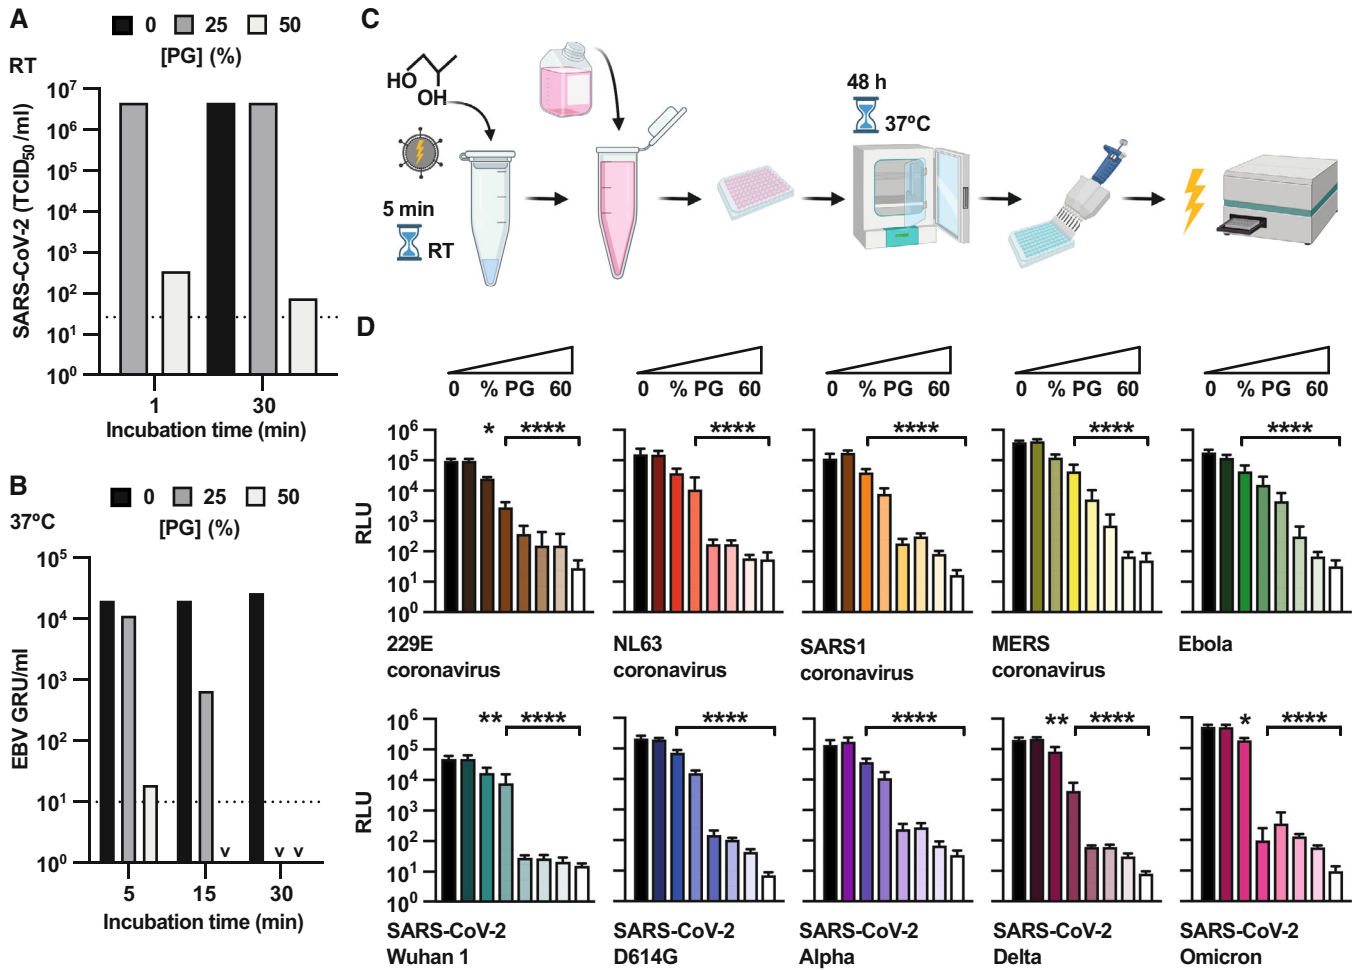 A
0 25 50
[PG] (%)
RT
SARS-CoV-2 (TCID50/ml)
10^7
10^6
10^5
10^4
10^3
10^2
10^1
10^0
1 30
Incubation time (min)
B
0 25 50
[PG] (%)
37ºC
EBV GRU/ml
10^5
10^4
10^3
10^2
10^1
10^0
v v v
5 15 30
Incubation time (min)
C
HO
OH
5 min
RT
48 h
37ºC
D
0 % PG 60
0 % PG 60
0 % PG 60
0 % PG 60
0 % PG 60
RLU
10^6
10^5
10^4
10^3
10^2
10^1
10^0
* ****
****
****
****
****
229E
coronavirus
NL63
coronavirus
SARS1
coronavirus
MERS
coronavirus
Ebola
RLU
10^6
10^5
10^4
10^3
10^2
10^1
10^0
** ****
****
****
** ****
* ****
SARS-CoV-2
Wuhan 1
SARS-CoV-2
D614G
SARS-CoV-2
Alpha
SARS-CoV-2
Delta
SARS-CoV-2
Omicron